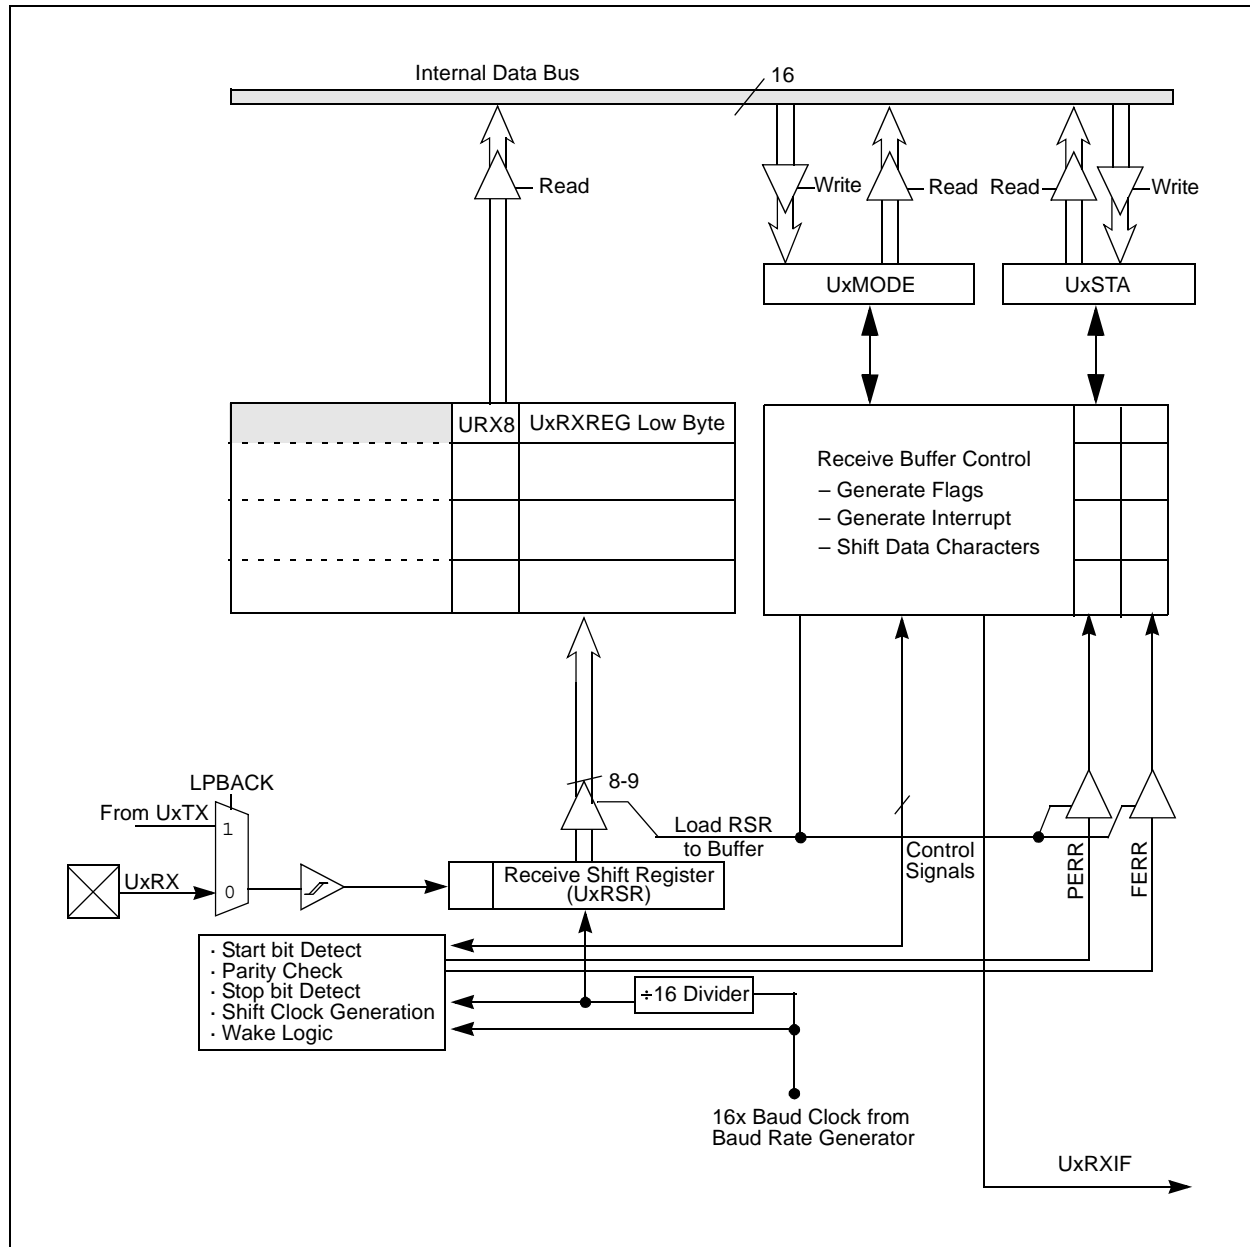 Internal Data Bus
16
Read
Write
Read
Read
Write
UxMODE
UxSTA
URX8
UxRXREG Low Byte
Receive Buffer Control
– Generate Flags
– Generate Interrupt
– Shift Data Characters
LPBACK
8-9
From UxTX
1
Load RSR
to Buffer
Control
Signals
PERR
FERR
UxRX
0
Receive Shift Register
(UxRSR)
· Start bit Detect
· Parity Check
· Stop bit Detect
· Shift Clock Generation
· Wake Logic
÷16 Divider
16x Baud Clock from
Baud Rate Generator
UxRXIF